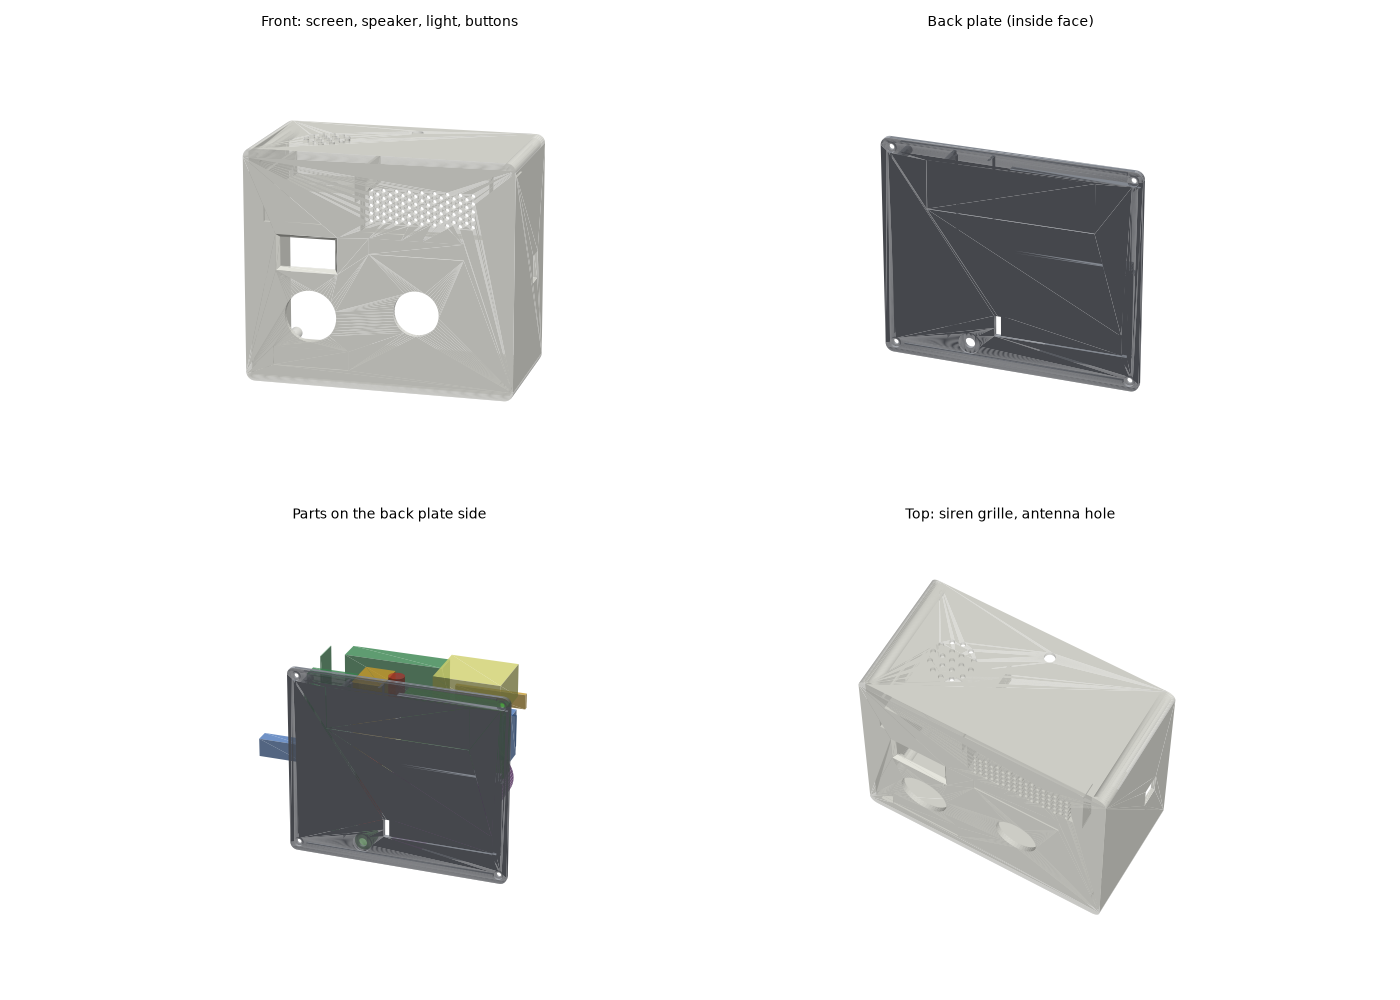 Front: screen, speaker, light, buttons
Back plate (inside face)
Parts on the back plate side
Top: siren grille, antenna hole